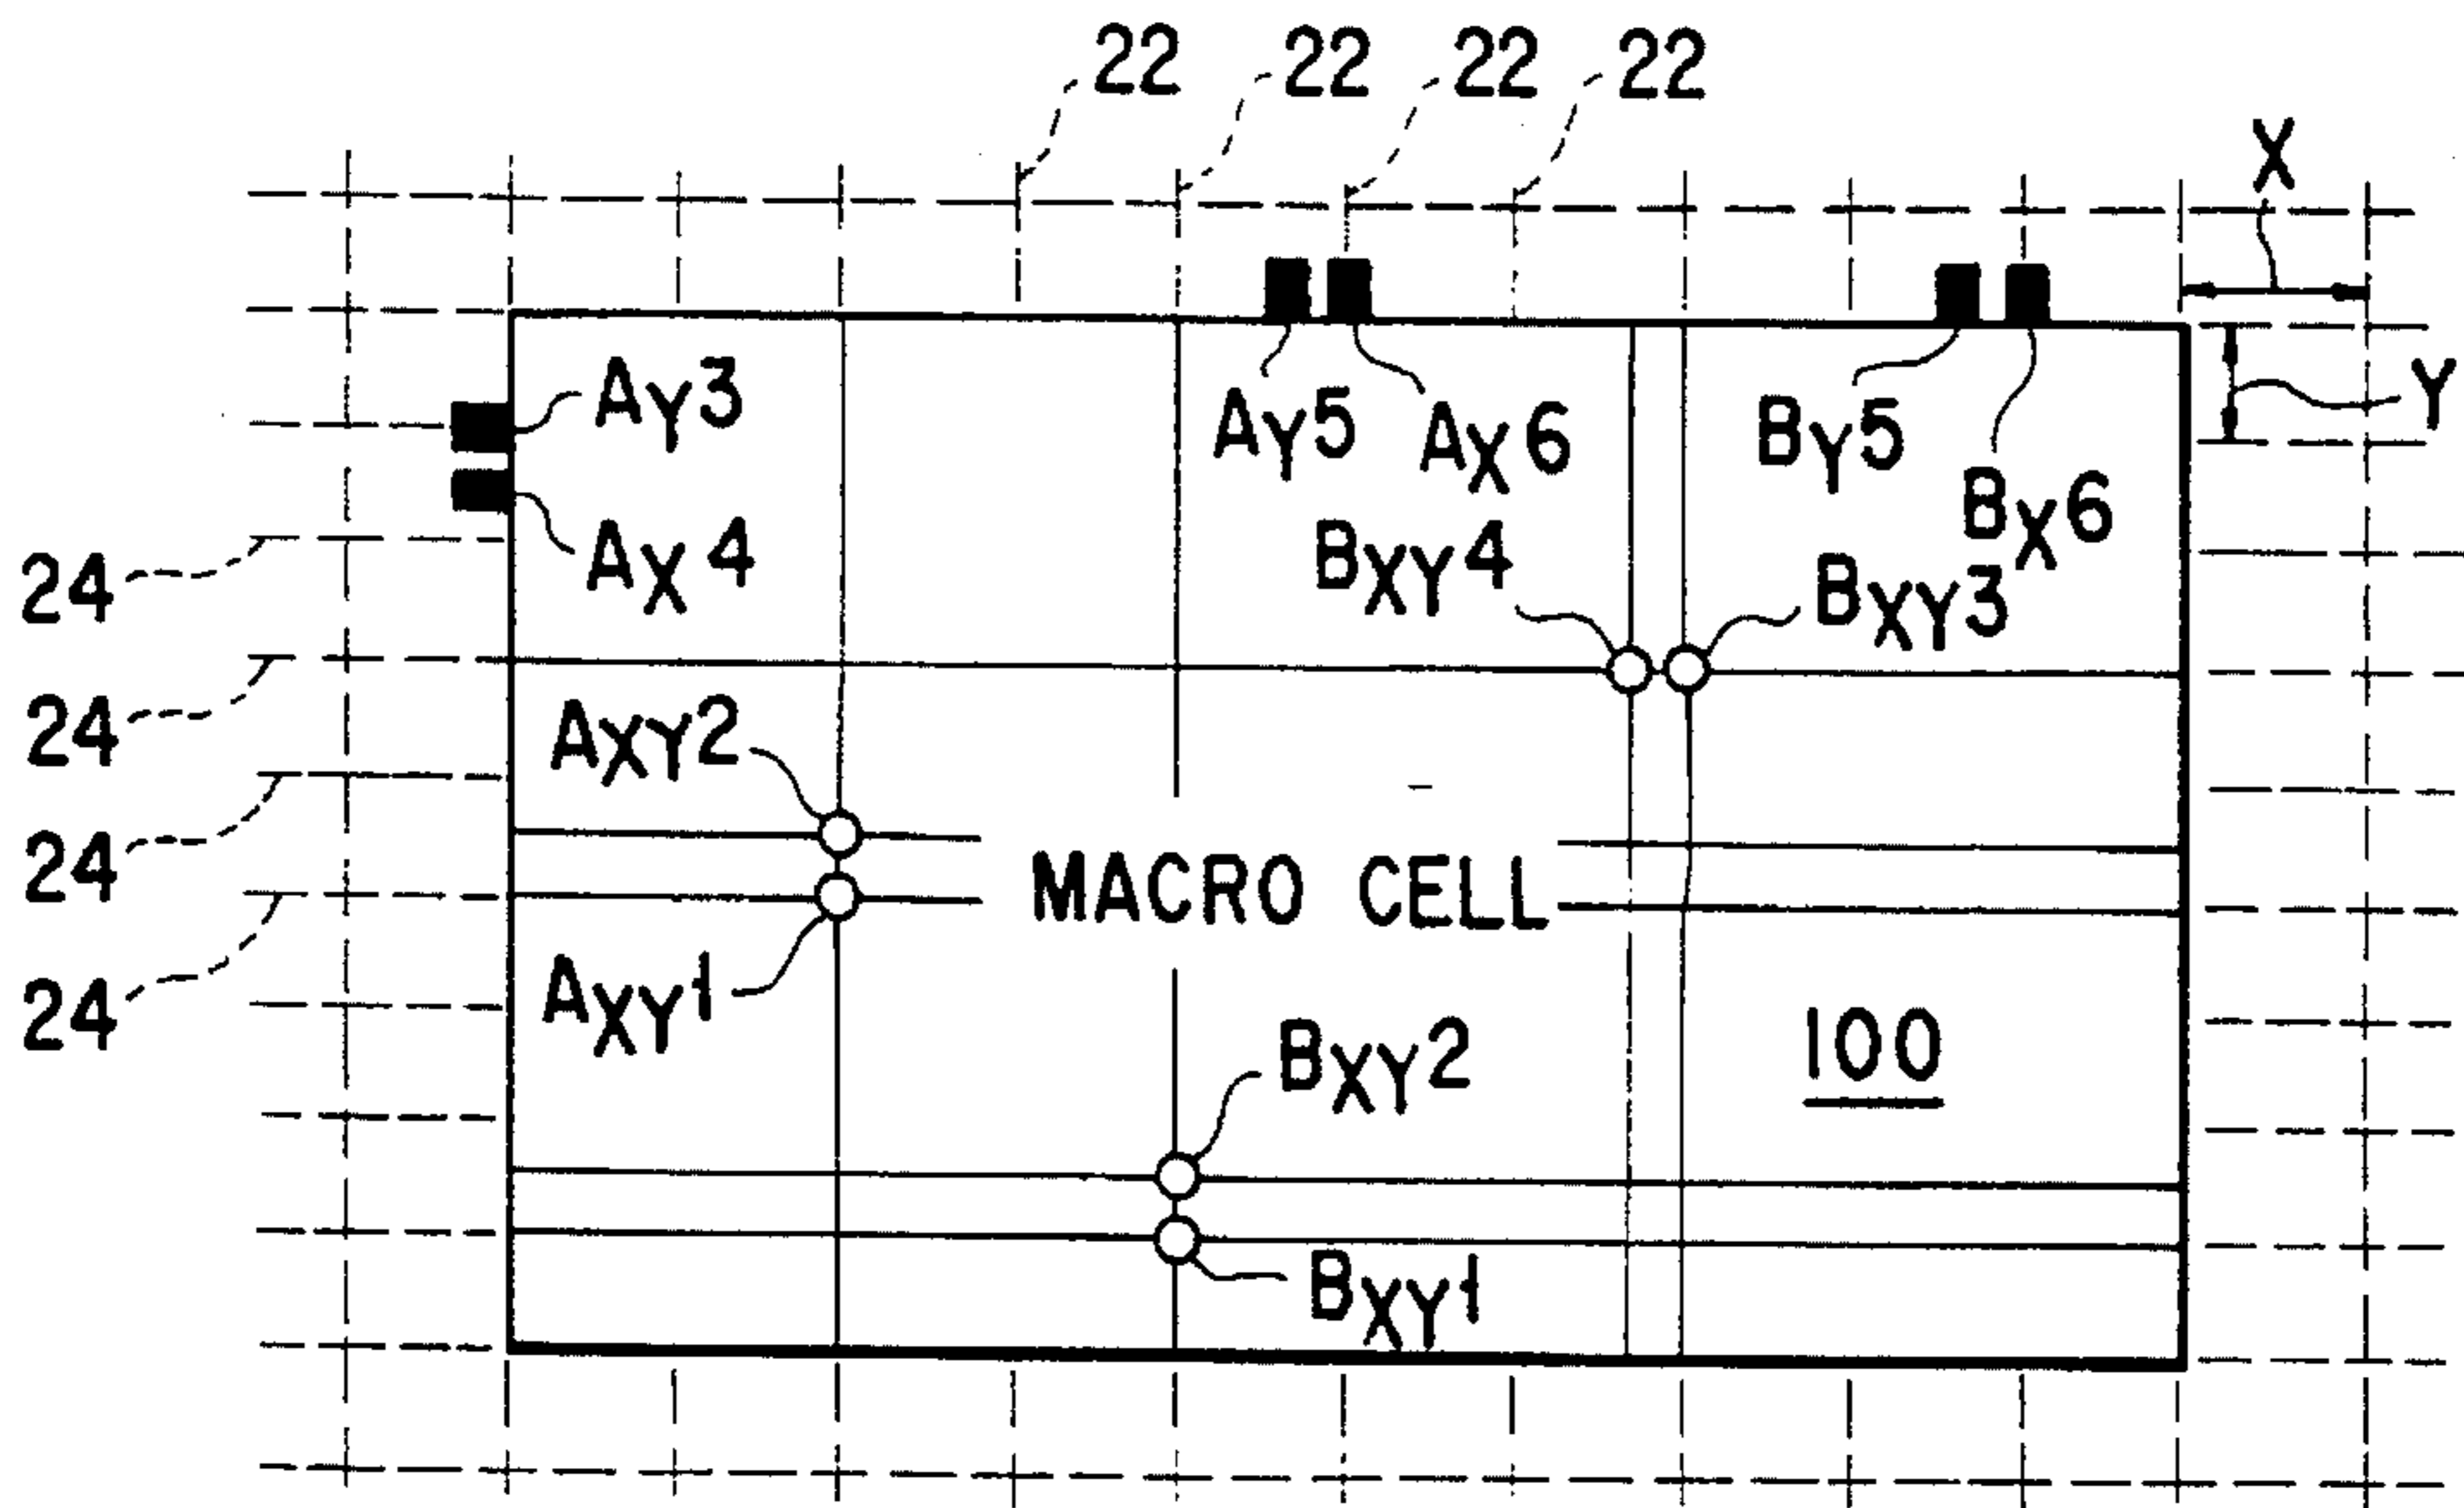 22 22 22 22
X
AY3
AY5 AX6 BY5
Y
AX4
BXY4
BX6
BXY3
24
24
AXY2
24
MACRO CELL
24
AXY1
BXY2
100
BXY1